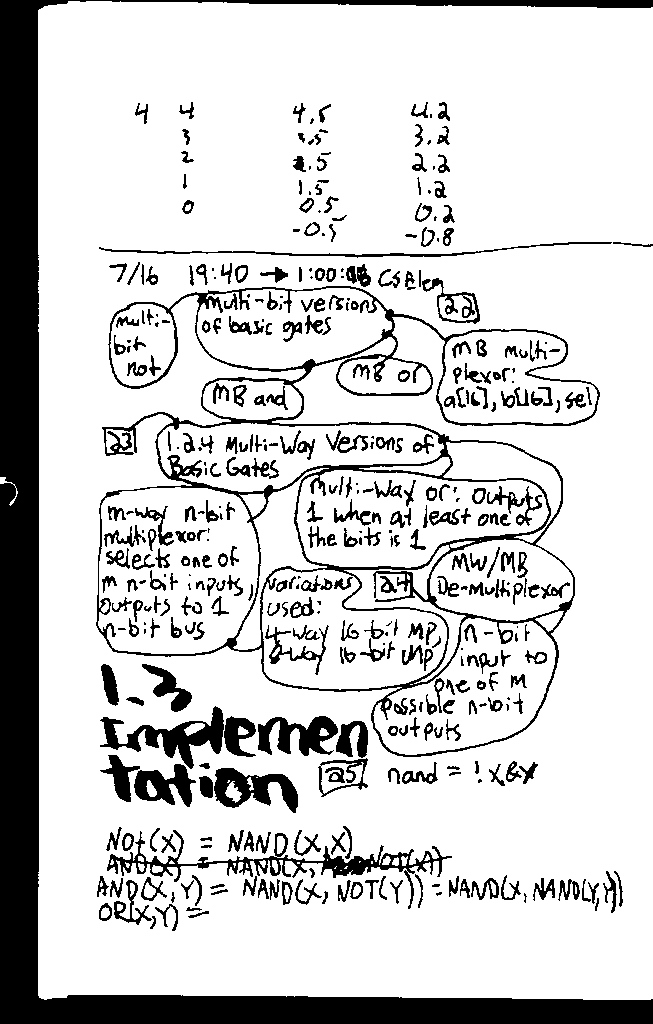 4 4 4.5 4.2
3 3.5 3.2
2 2.5 2.2
1 1.5 1.2
0 0.5 0.2
-0.5 -0.8
7/16 19:40 → 1:00: CS Elem
multi-
bit
not
multi-bit versions
of basic gates
22
MB and
MB or
MB multi-
plexor:
a[16], b[16], sel
23
1.2.4 Multi-Way Versions of
Basic Gates
Multi-Way or: Outputs
1 when at least one of
the bits is 1
m-way n-bit
multiplexor:
selects one of
m n-bit inputs,
outputs to 1
n-bit bus
variations
used:
4-way 16-bit MP,
8-way 16-bit MP
24
MW/MB
De-multiplexor
n-bit
input to
one of m
possible n-bit
outputs
1.3
Implemen
tation
25 nand = !x&y
Not(X) = NAND(X,X)
AND(X) = NAND(X, NOT(X))
AND(X,Y) = NAND(X, NOT(Y)) = NAND(X, NAND(Y,Y))
OR(X,Y) =